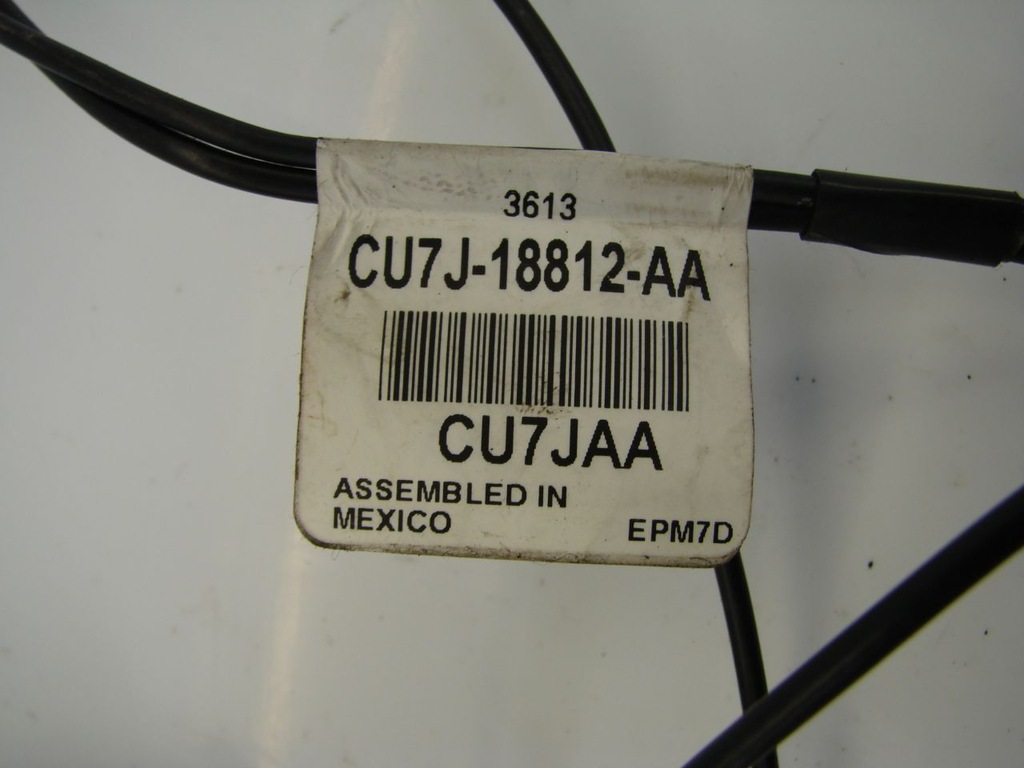 3613
CU7J-18812-AA
CU7JAA
ASSEMBLED IN
MEXICO
EPM7D